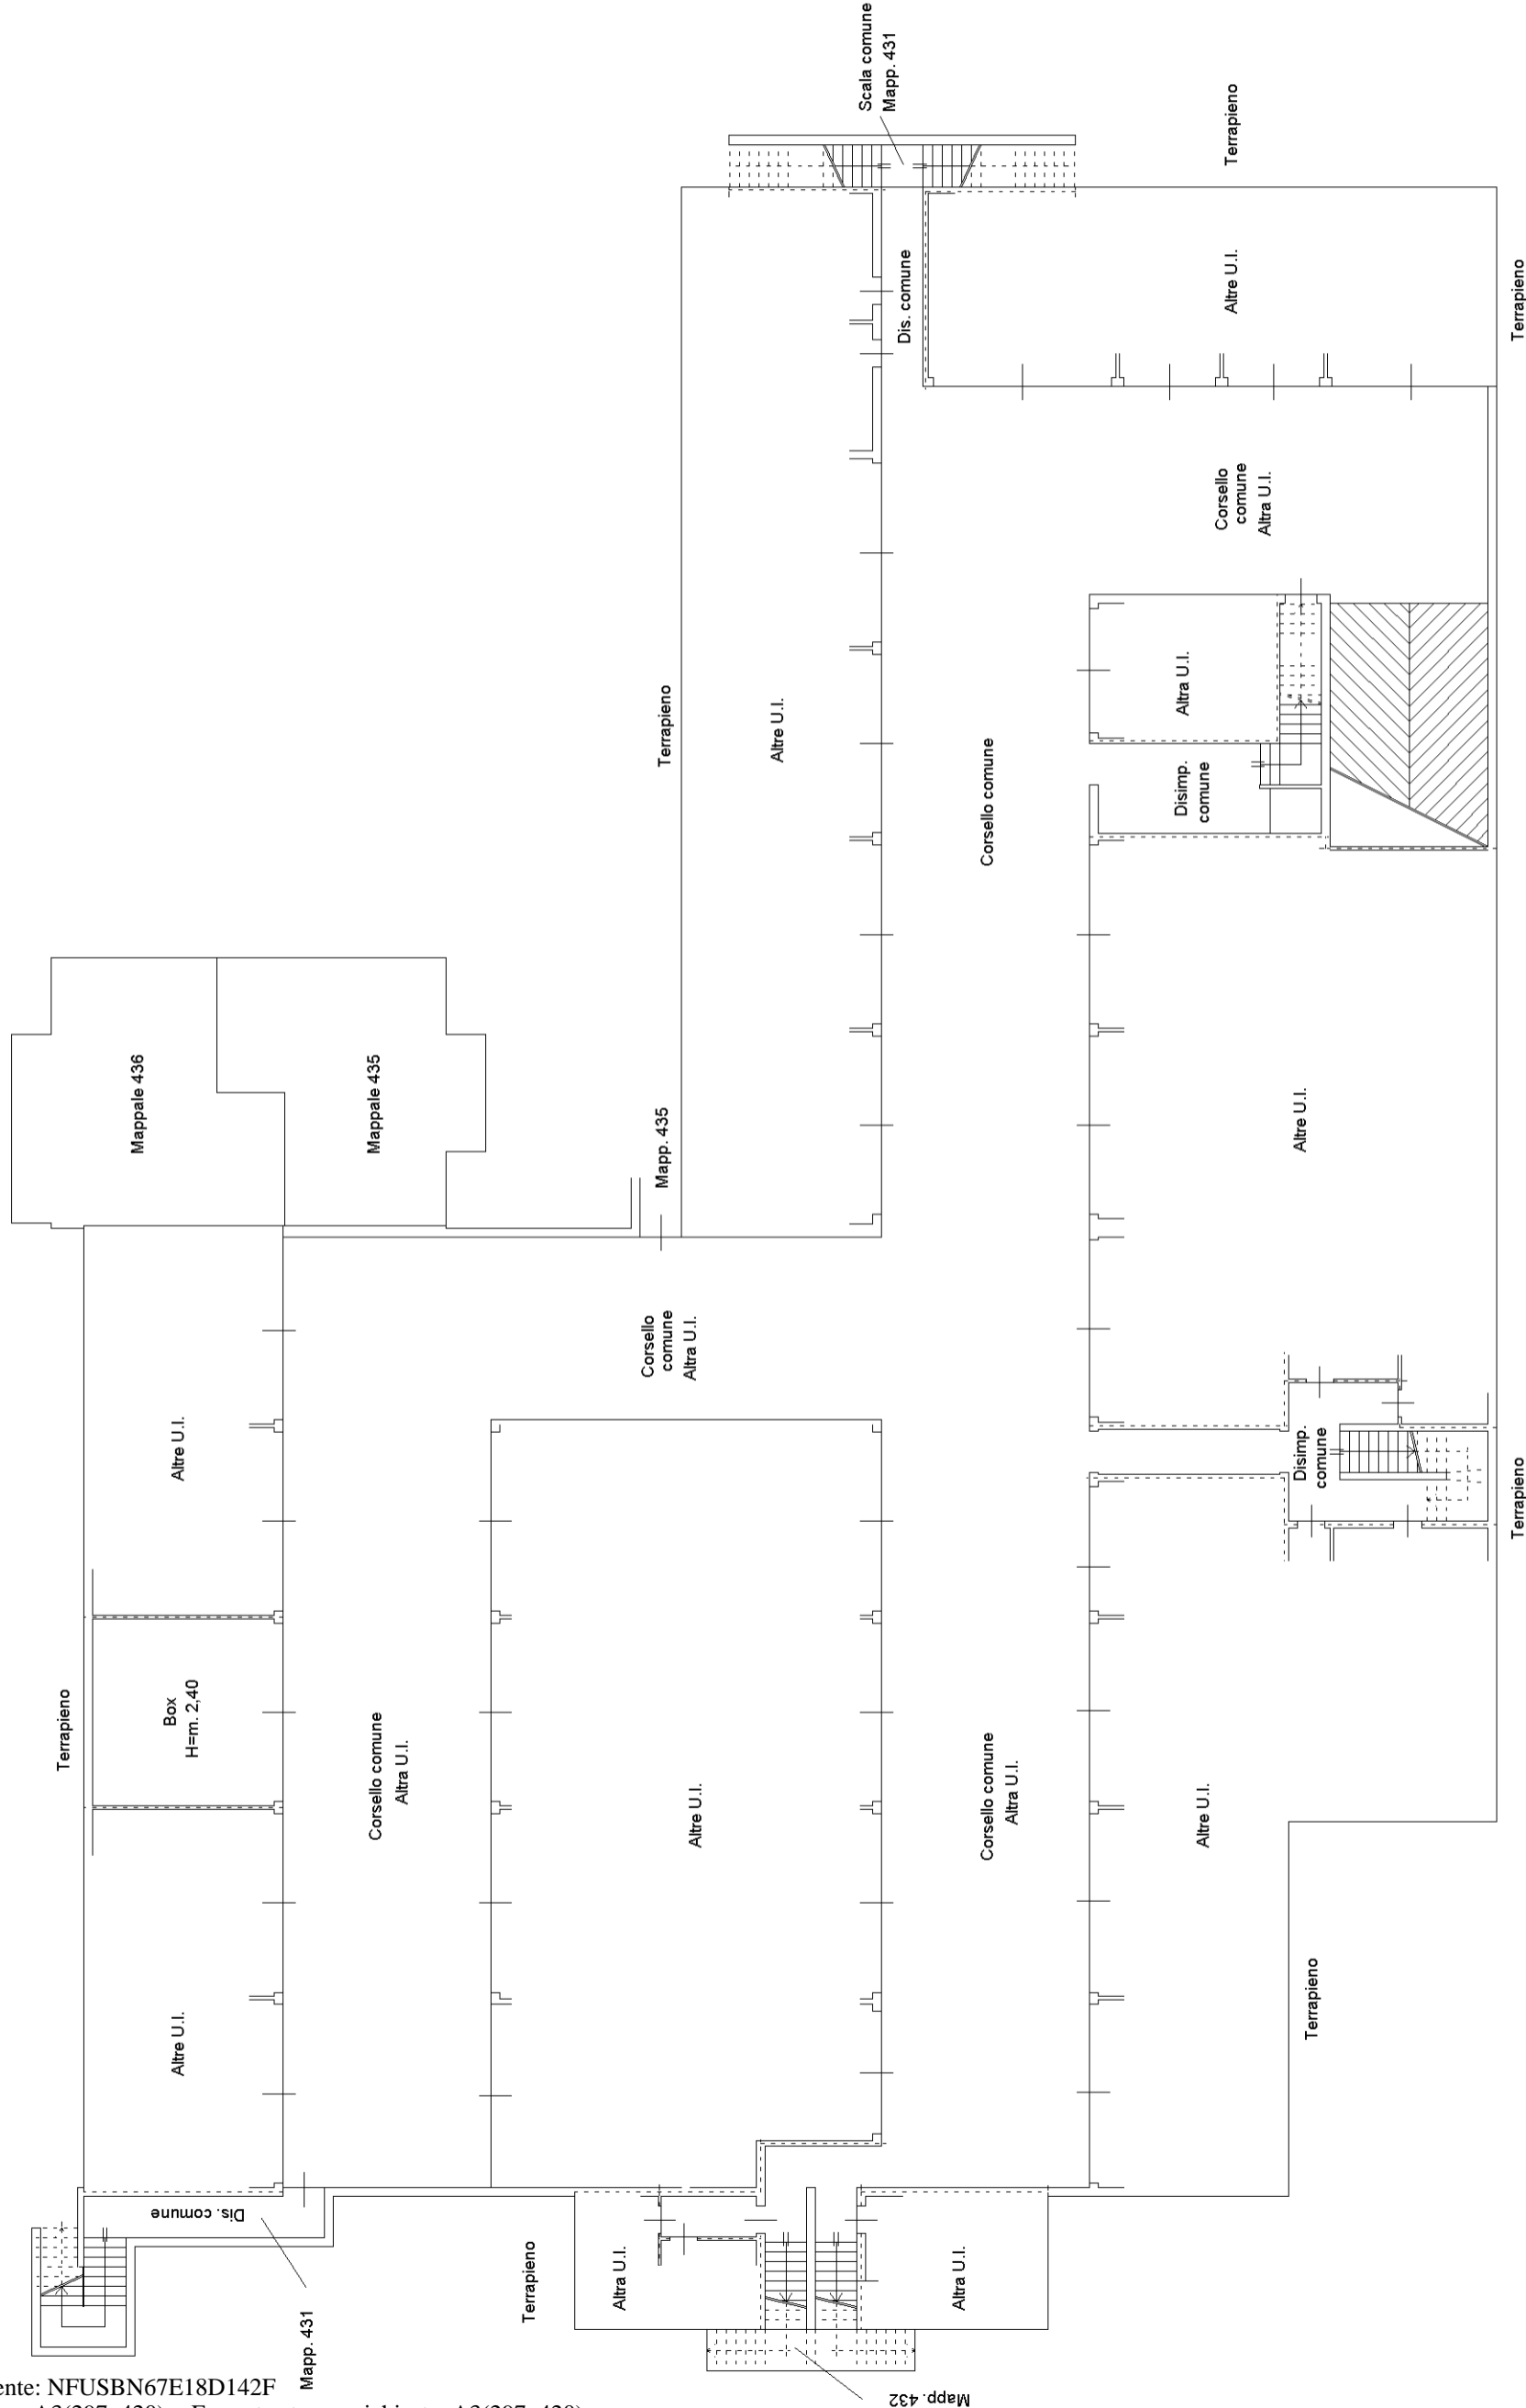 Scala comune
Mapp. 431
Terrapieno
Dis. comune
Altre U.I.
Terrapieno
Corsello
comune
Altra U.I.
Terrapieno
Altre U.I.
Altra U.I.
Corsello comune
Disimp.
comune
Mappale 436
Mappale 435
Mapp. 435
Altre U.I.
Corsello
comune
Altra U.I.
Altre U.I.
Disimp.
comune
Terrapieno
Terrapieno
Box
H=m. 2,40
Corsello comune
Altra U.I.
Altre U.I.
Corsello comune
Altra U.I.
Altre U.I.
Altre U.I.
Terrapieno
Dis. comune
Mapp. 431
Terrapieno
Altra U.I.
Altra U.I.
Mapp. 432
ente: NFUSBN67E18D142F